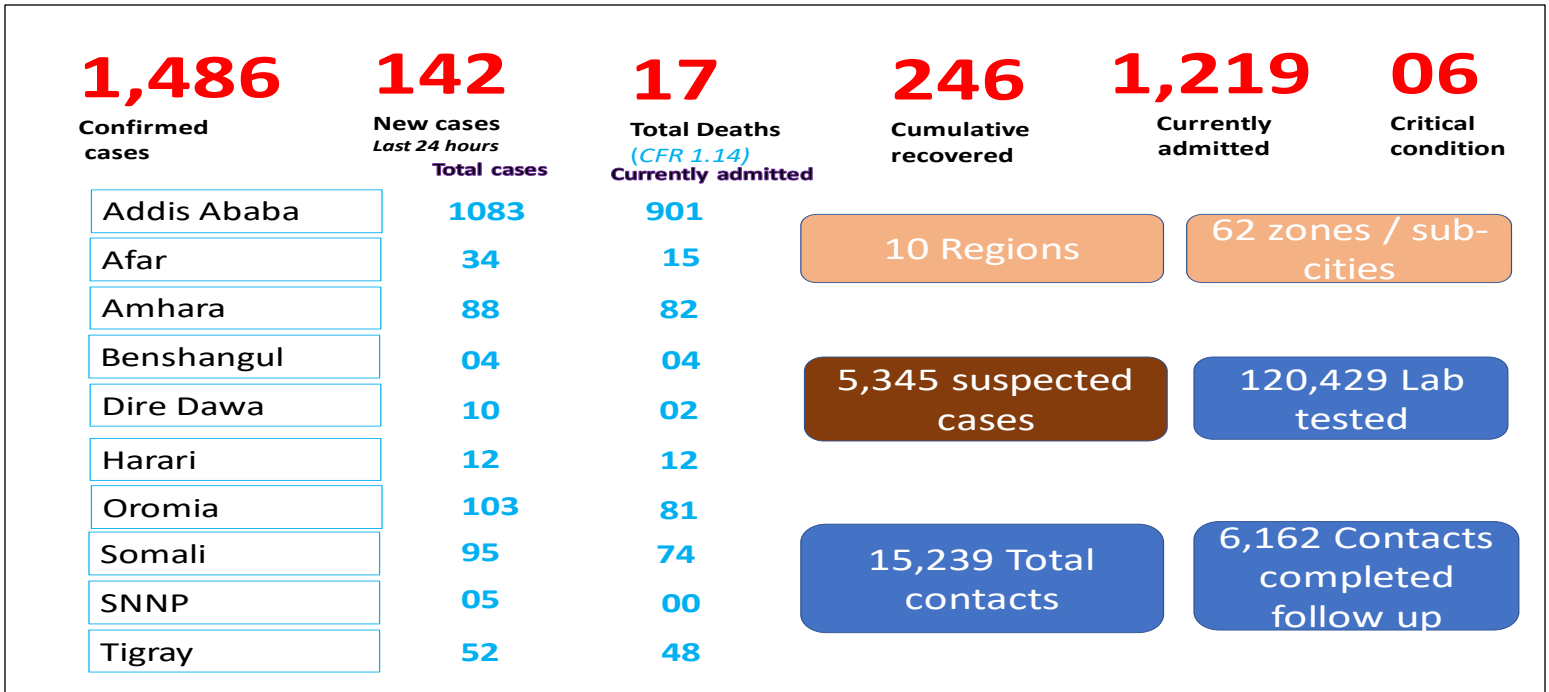 1,486 142 17 246 1,219 06
Confirmed cases
New cases
Last 24 hours
Total Deaths
(CFR 1.14)
Cumulative recovered
Currently admitted
Critical condition
Total cases Currently admitted
Addis Ababa 1083 901
Afar 34 15
Amhara 88 82
Benshangul 04 04
Dire Dawa 10 02
Harari 12 12
Oromia 103 81
Somali 95 74
SNNP 05 00
Tigray 52 48
10 Regions
62 zones / sub-
cities
5,345 suspected
cases
120,429 Lab
tested
15,239 Total
contacts
6,162 Contacts
completed
follow up